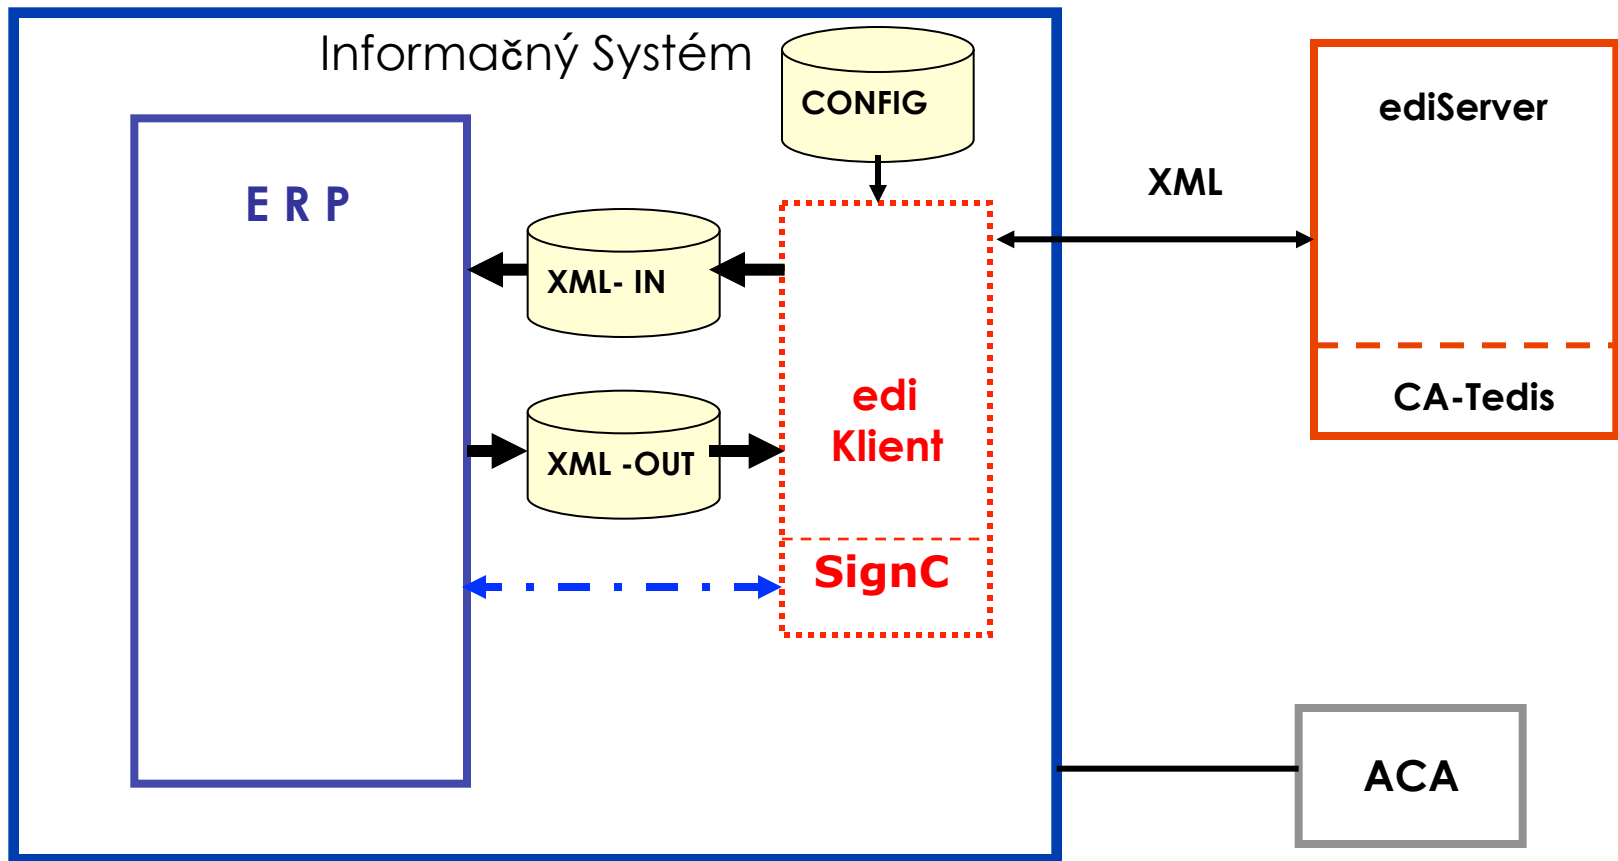 Informačný Systém
CONFIG
ediServer
XML
E R P
XML- IN
edi
Klient
CA-Tedis
XML -OUT
SignC
ACA